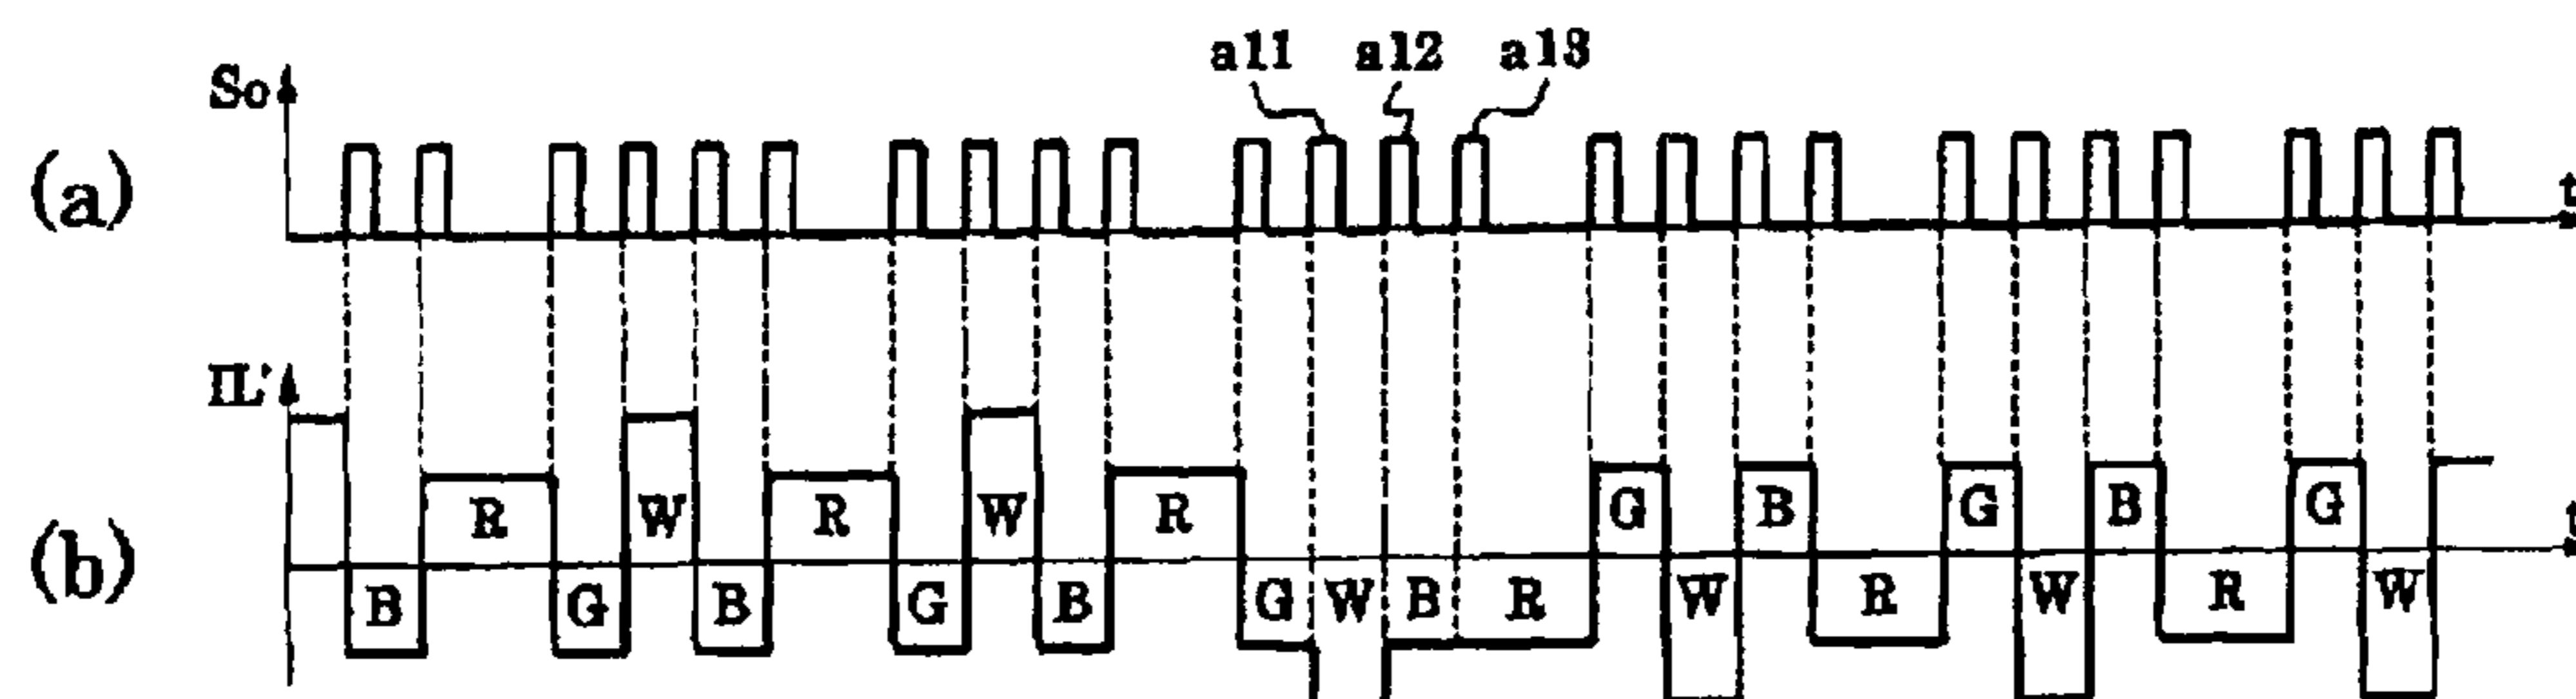 a11 a12 a13
So
(a)
t
IL'
R W R W R G B G B G
(b)
t
B G B G B G W B R W R W R W